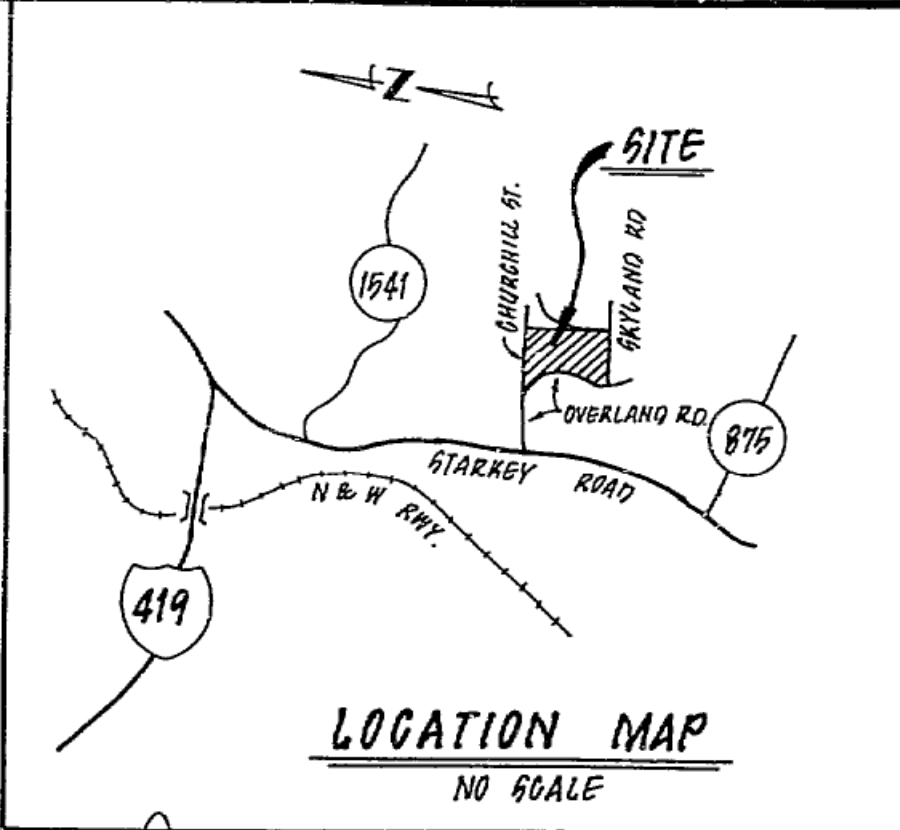 N
SITE
CHURCHILL ST.
SKYLAND RD
1541
OVERLAND RD.
875
STARKEY ROAD
N & W RWY.
419
LOCATION MAP
NO SCALE